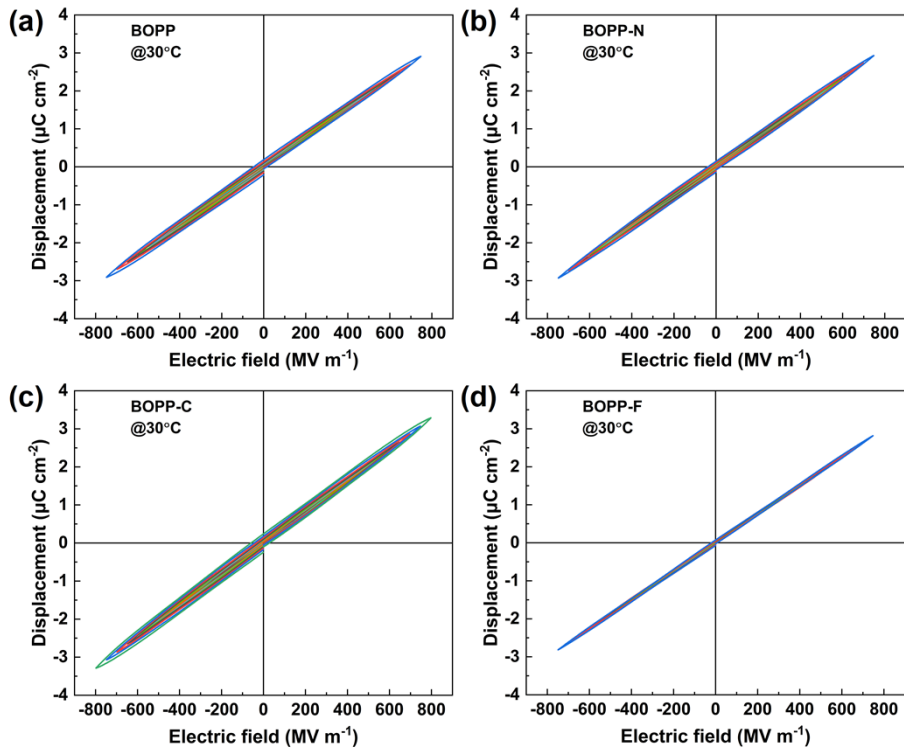 (a)
BOPP
@30°C
4
3
2
1
0
-1
-2
-3
-4
Displacement (μC cm⁻²)
-800 -600 -400 -200 0 200 400 600 800
Electric field (MV m⁻¹)
(b)
BOPP-N
@30°C
4
3
2
1
0
-1
-2
-3
-4
Displacement (μC cm⁻²)
-800 -600 -400 -200 0 200 400 600 800
Electric field (MV m⁻¹)
(c)
BOPP-C
@30°C
4
3
2
1
0
-1
-2
-3
-4
Displacement (μC cm⁻²)
-800 -600 -400 -200 0 200 400 600 800
Electric field (MV m⁻¹)
(d)
BOPP-F
@30°C
4
3
2
1
0
-1
-2
-3
-4
Displacement (μC cm⁻²)
-800 -600 -400 -200 0 200 400 600 800
Electric field (MV m⁻¹)